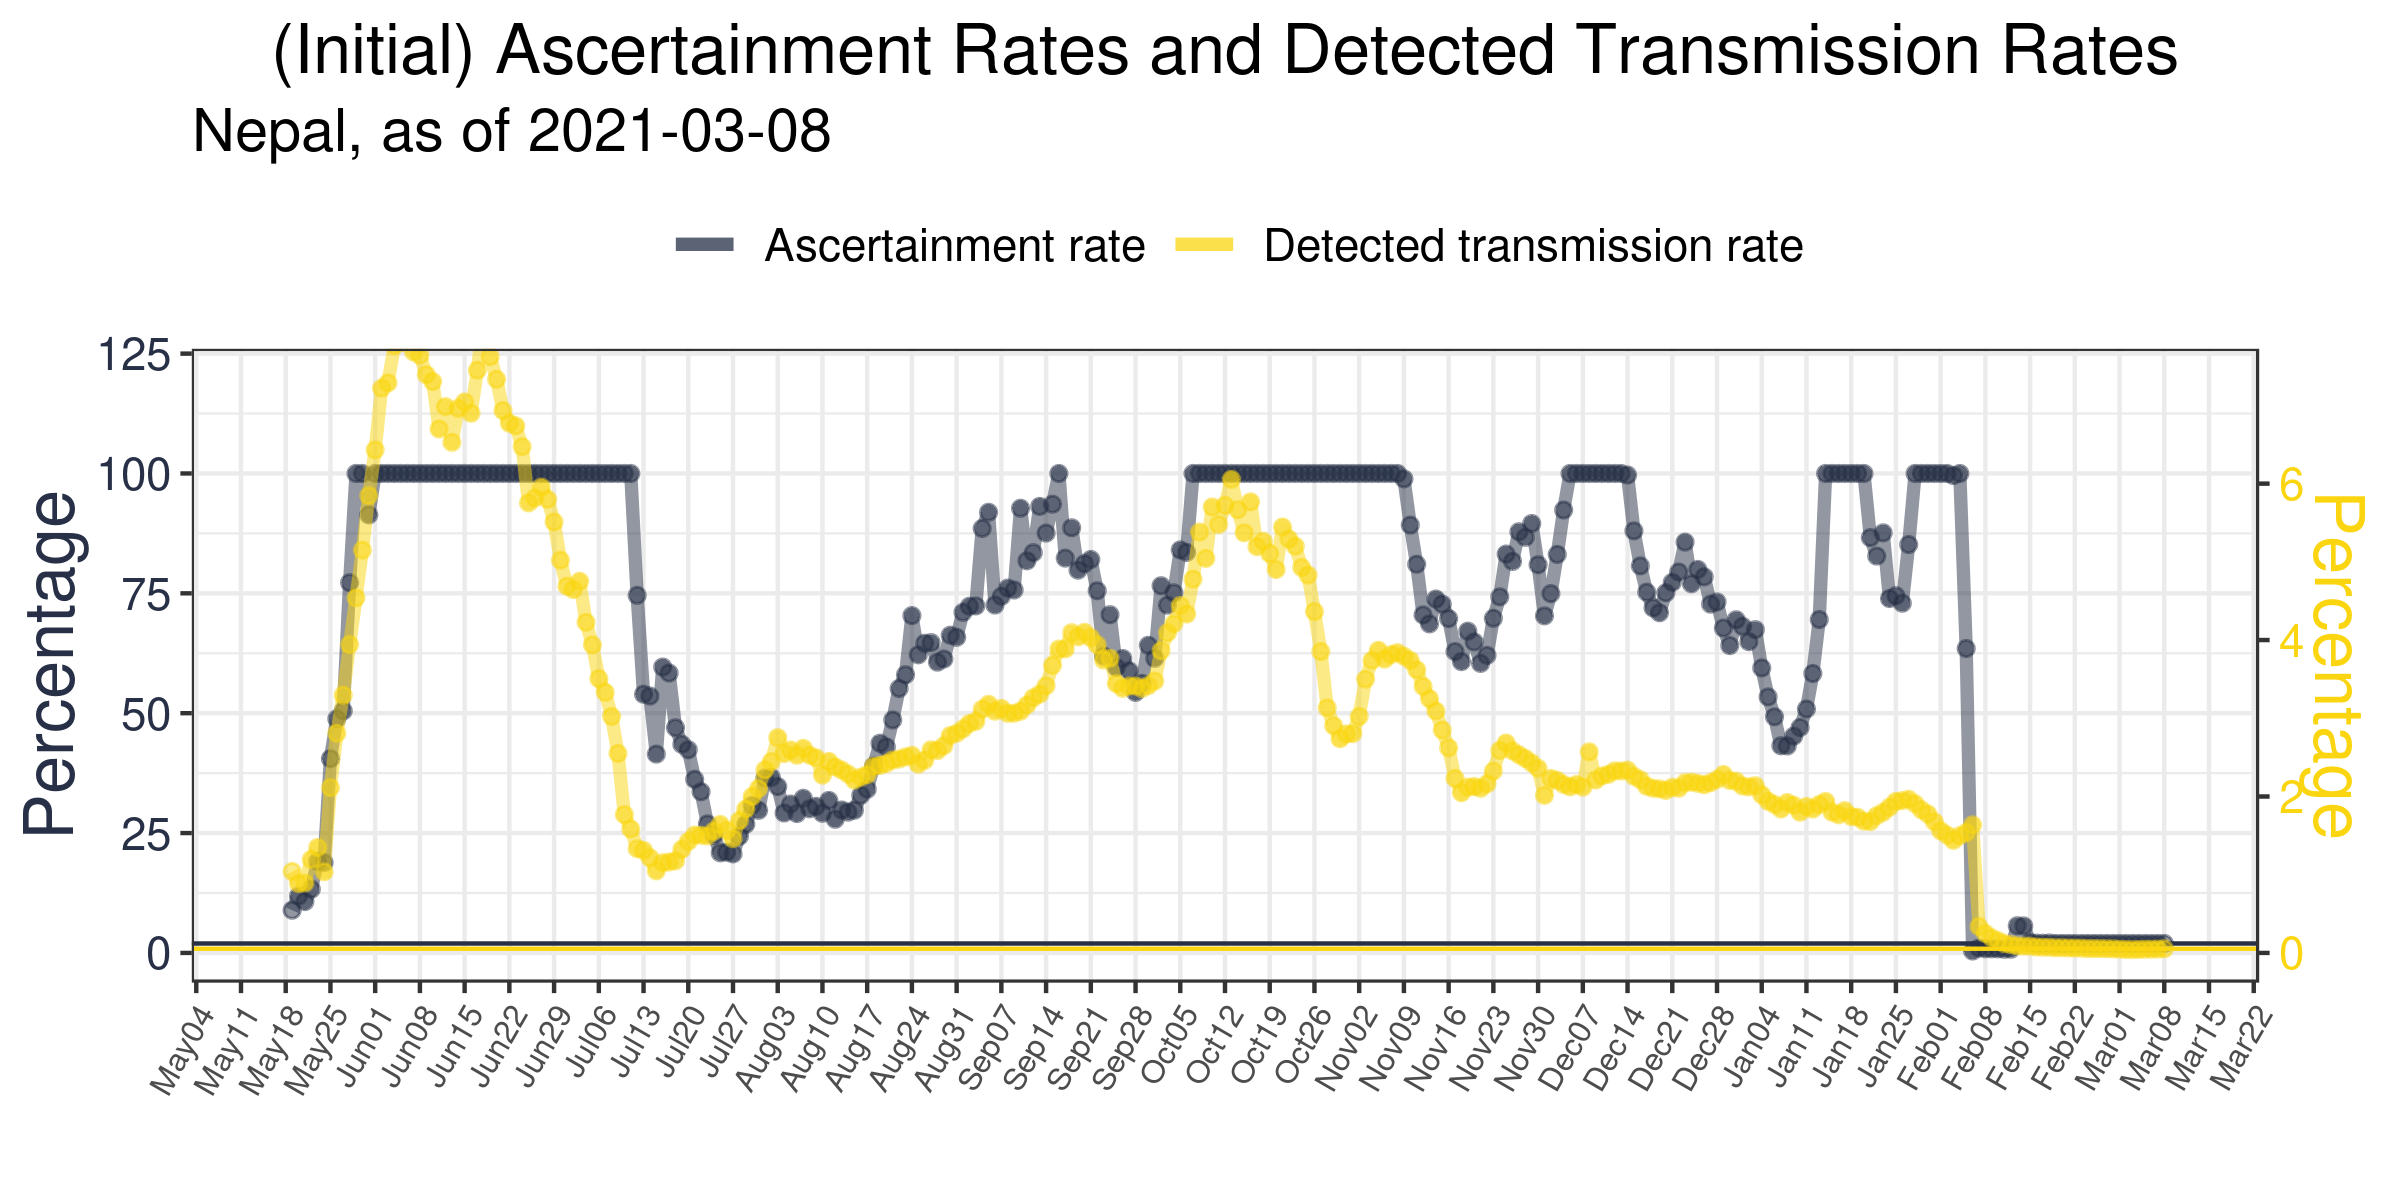 (Initial) Ascertainment Rates and Detected Transmission Rates
Nepal, as of 2021-03-08
Ascertainment rate
Detected transmission rate
Percentage
125
100
75
50
25
0
6
4
2
0
Percentage
May04
May11
May18
May25
Jun01
Jun08
Jun15
Jun22
Jun29
Jul06
Jul13
Jul20
Jul27
Aug03
Aug10
Aug17
Aug24
Aug31
Sep07
Sep14
Sep21
Sep28
Oct05
Oct12
Oct19
Oct26
Nov02
Nov09
Nov16
Nov23
Nov30
Dec07
Dec14
Dec21
Dec28
Jan04
Jan11
Jan18
Jan25
Feb01
Feb08
Feb15
Feb22
Mar01
Mar08
Mar15
Mar22